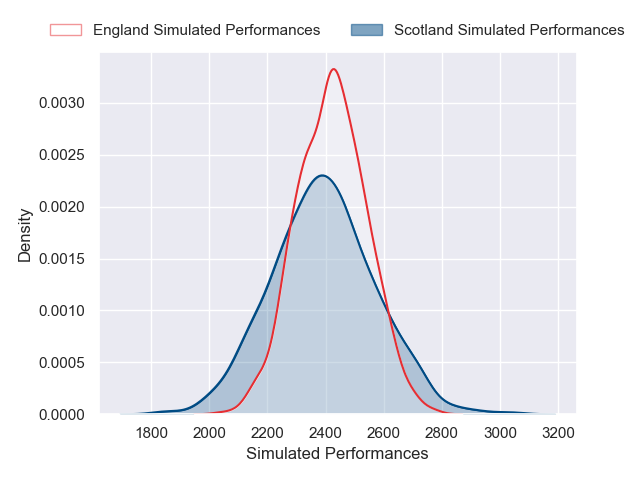 England Simulated Performances Scotland Simulated Performances
0.0030
0.0025
0.0020
0.0015
0.0010
0.0005
0.0000
Density
1800 2000 2200 2400 2600 2800 3000 3200
Simulated Performances